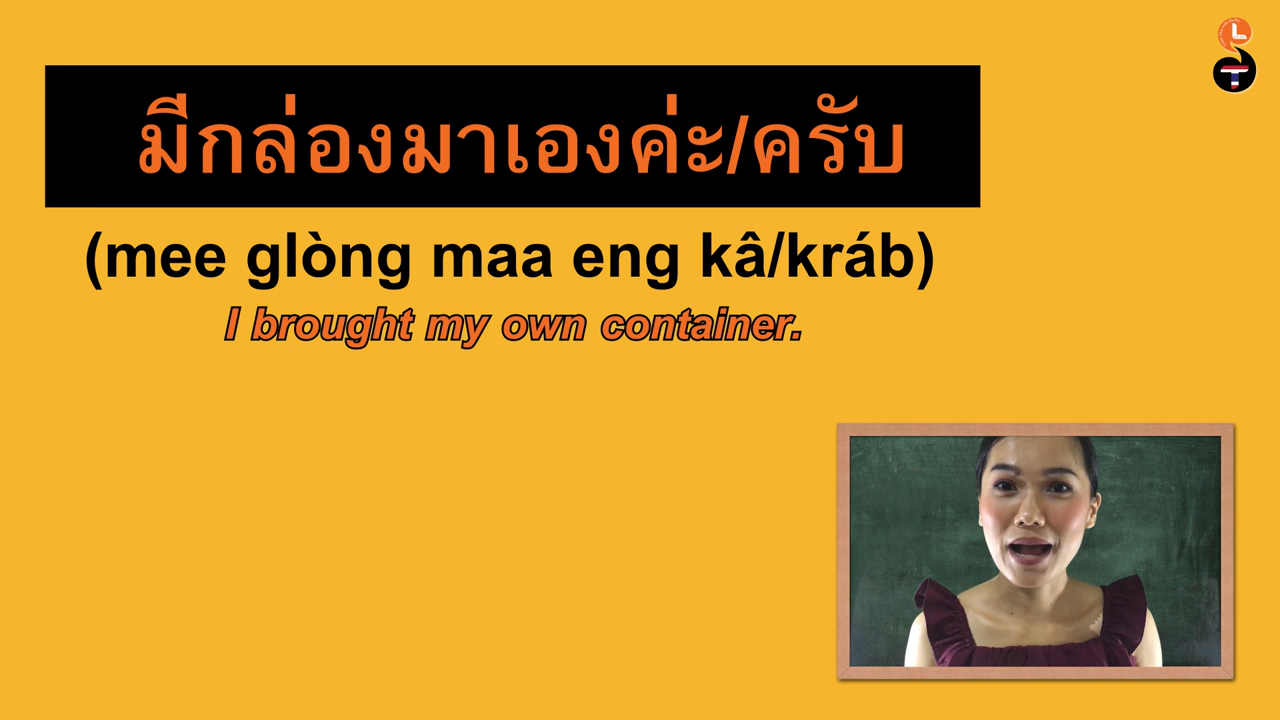 มีกล่องมาเองค่ะ/ครับ
(mee glòng maa eng kâ/kráb)
I brought my own container.
L
T